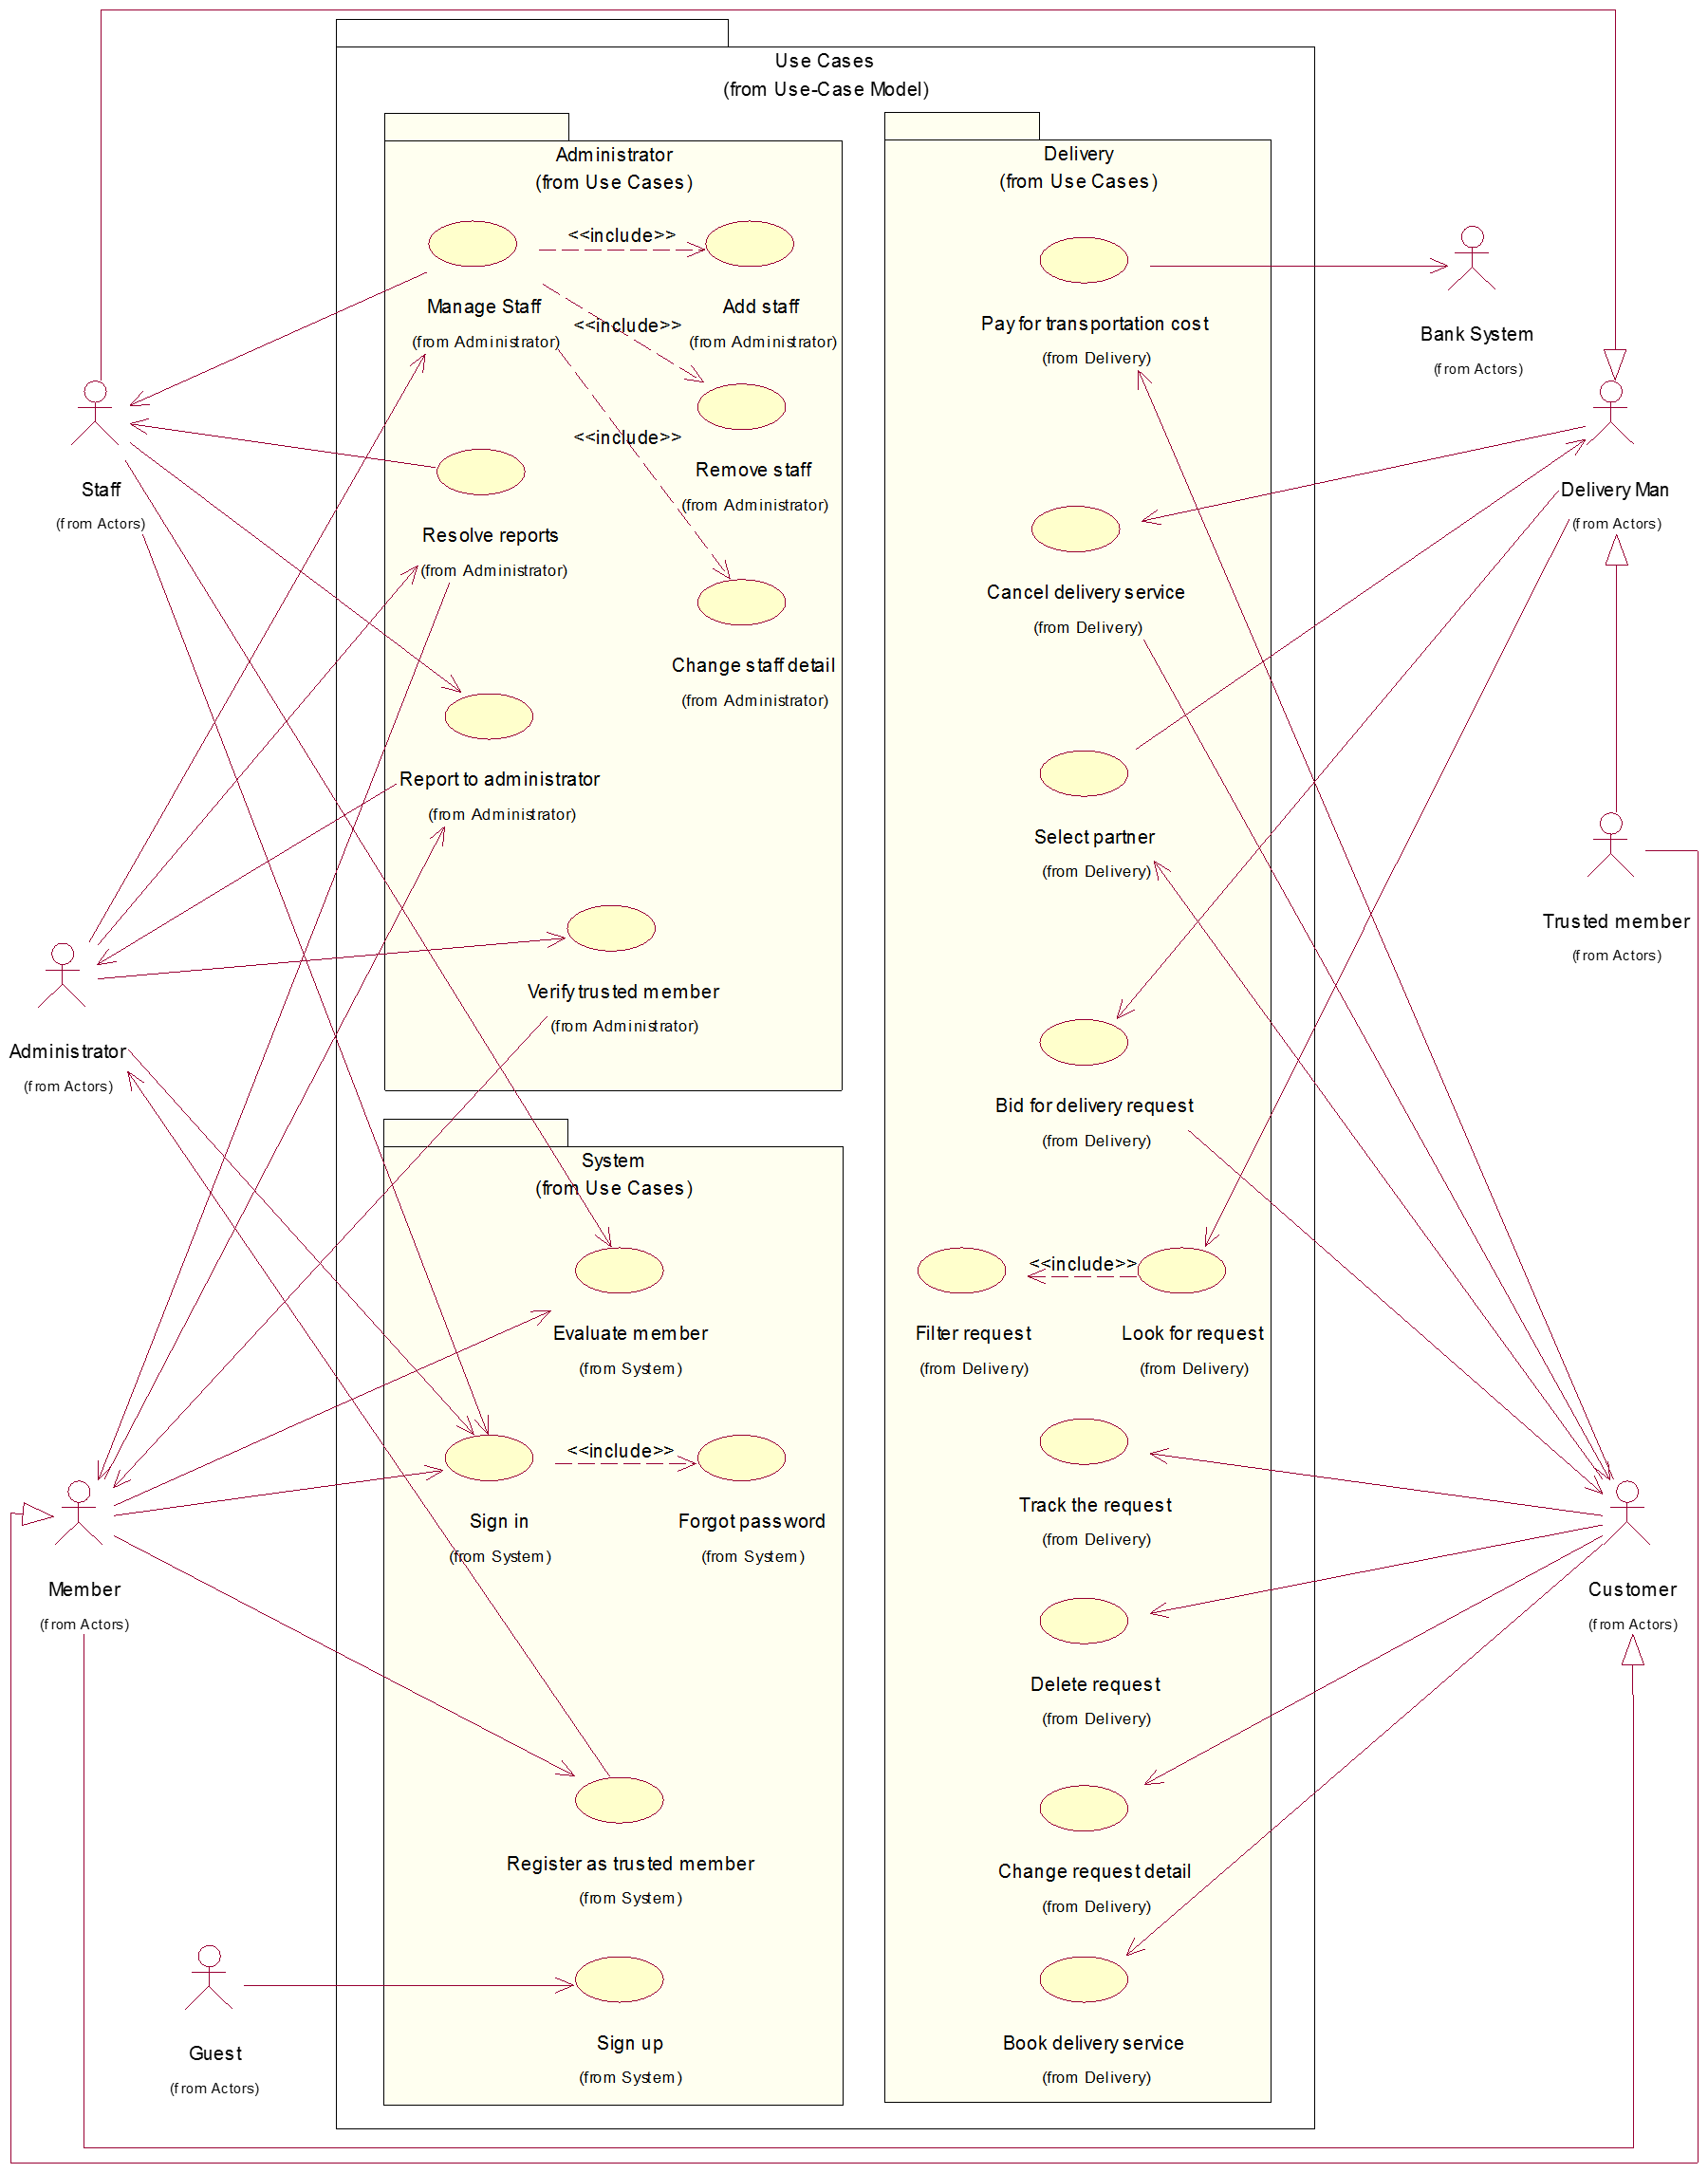 Use Cases
(from Use-Case Model)
Administrator
(from Use Cases)
<<include>>
Manage Staff
(from Administrator)
Add staff
(from Administrator)
<<include>>
Remove staff
(from Administrator)
<<include>>
Resolve reports
(from Administrator)
Change staff detail
(from Administrator)
Report to administrator
(from Administrator)
Verify trusted member
(from Administrator)
System
(from Use Cases)
Evaluate member
(from System)
<<include>>
Sign in
(from System)
Forgot password
(from System)
Register as trusted member
(from System)
Sign up
(from System)
Delivery
(from Use Cases)
Pay for transportation cost
(from Delivery)
Cancel delivery service
(from Delivery)
Select partner
(from Delivery)
Bid for delivery request
(from Delivery)
<<include>>
Filter request
(from Delivery)
Look for request
(from Delivery)
Track the request
(from Delivery)
Delete request
(from Delivery)
Change request detail
(from Delivery)
Book delivery service
(from Delivery)
Staff
(from Actors)
Administrator
(from Actors)
Member
(from Actors)
Guest
(from Actors)
Bank System
(from Actors)
Delivery Man
(from Actors)
Trusted member
(from Actors)
Customer
(from Actors)